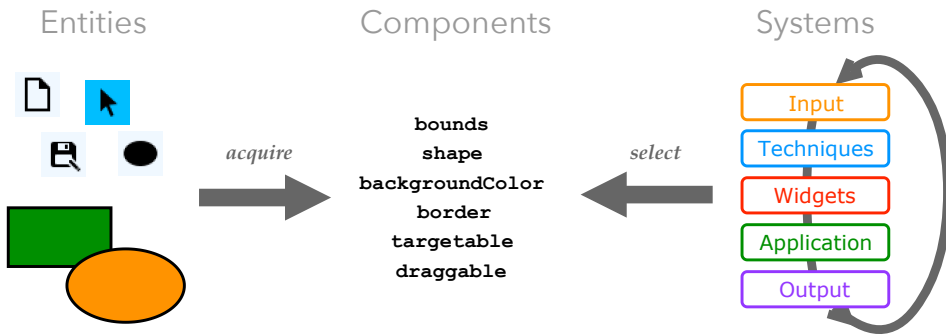 Entities
Components
Systems
acquire
bounds
shape
backgroundColor
border
targetable
draggable
select
Input
Techniques
Widgets
Application
Output